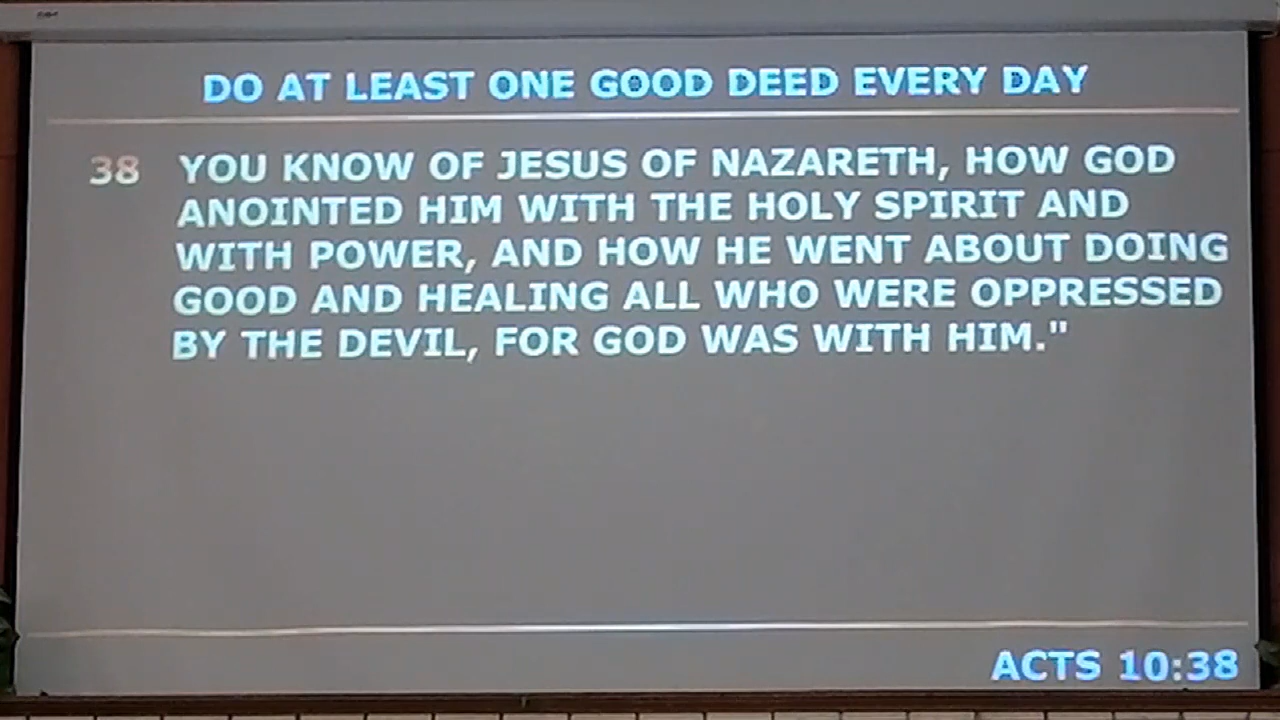 DO AT LEAST ONE GOOD DEED EVERY DAY
38 YOU KNOW OF JESUS OF NAZARETH, HOW GOD
ANOINTED HIM WITH THE HOLY SPIRIT AND
WITH POWER, AND HOW HE WENT ABOUT DOING
GOOD AND HEALING ALL WHO WERE OPPRESSED
BY THE DEVIL, FOR GOD WAS WITH HIM."
ACTS 10:38